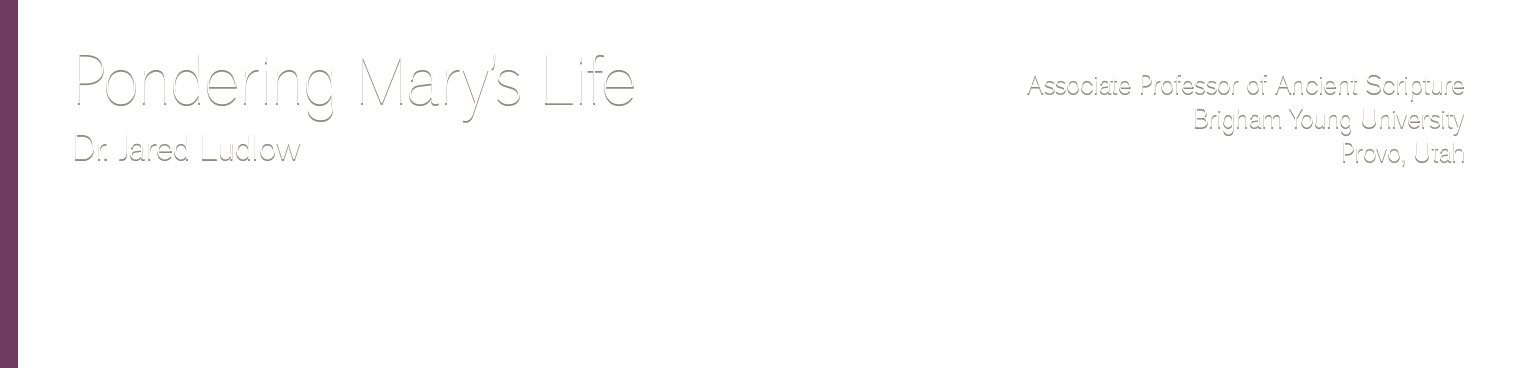 Pondering Mary's Life
Dr. Jared Ludlow
Associate Professor of Ancient Scripture
Brigham Young University
Provo, Utah